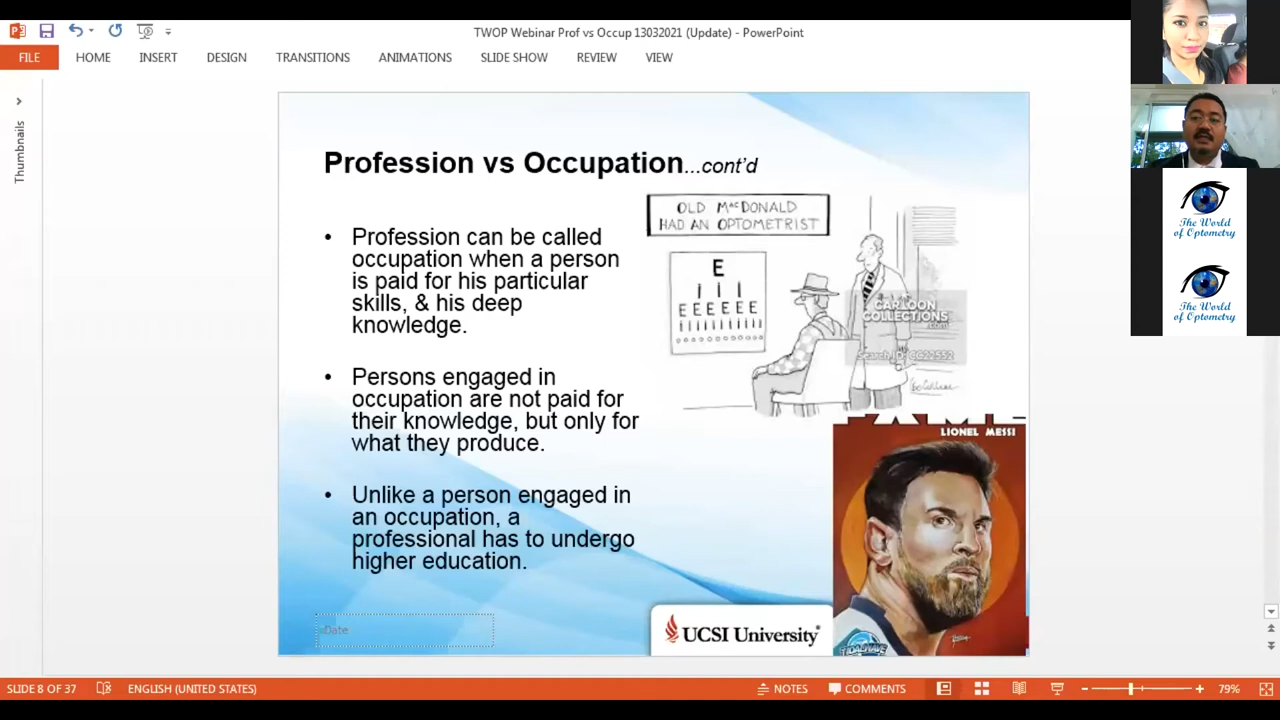 TWOP Webinar Prof vs Occup 13032021 (Update) - PowerPoint
FILE HOME INSERT DESIGN TRANSITIONS ANIMATIONS SLIDE SHOW REVIEW VIEW
Thumbnails
Profession vs Occupation...cont'd
• Profession can be called
occupation when a person
is paid for his particular
skills, & his deep
knowledge.
• Persons engaged in
occupation are not paid for
their knowledge, but only for
what they produce.
• Unlike a person engaged in
an occupation, a
professional has to undergo
higher education.
Date
OLD MACDONALD
HAD AN OPTOMETRIST
E
I I I
EEEEEE
CARTOON
COLLECTIONS
.com
Search ID: CC22552
LIONEL MESSI
UCSI University
The World
of Optometry
The World
of Optometry
SLIDE 8 OF 37 ENGLISH (UNITED STATES) NOTES COMMENTS 79%